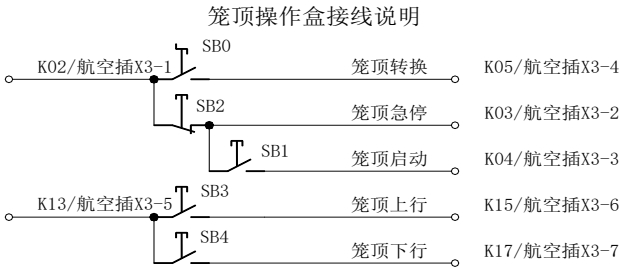 笼顶操作盒接线说明
SB0
K02/航空插X3-1 笼顶转换 K05/航空插X3-4
SB2 笼顶急停 K03/航空插X3-2
SB1 笼顶启动 K04/航空插X3-3
SB3
K13/航空插X3-5 笼顶上行 K15/航空插X3-6
SB4 笼顶下行 K17/航空插X3-7